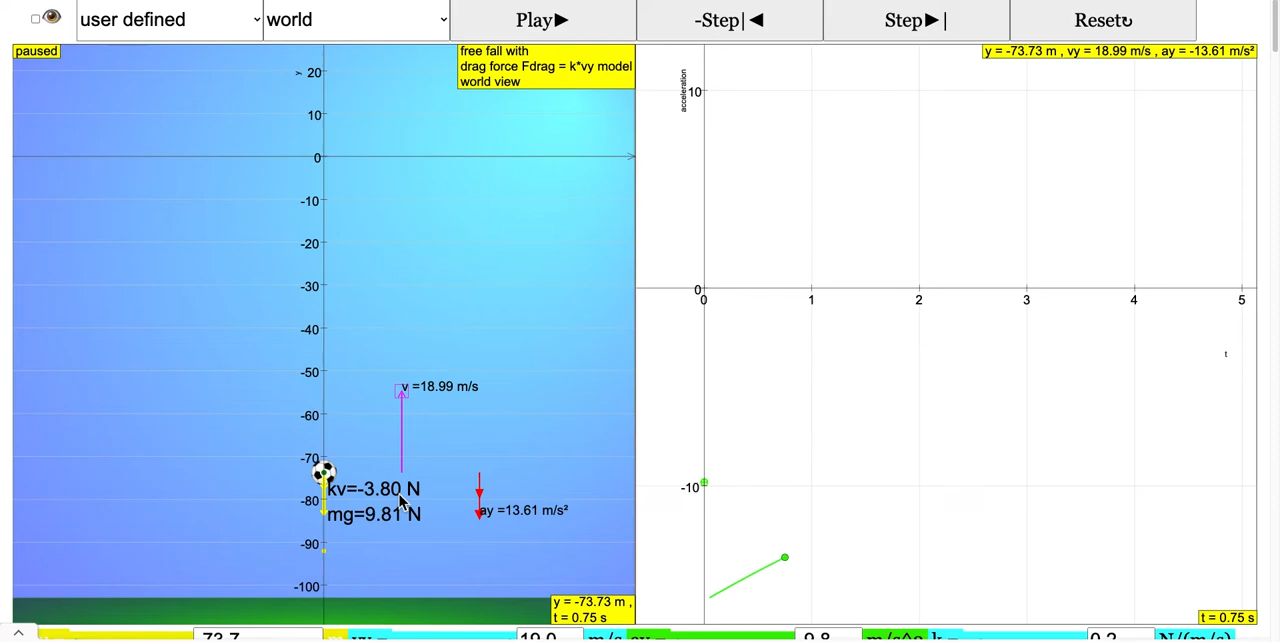 user defined
world
Play▶
-Step|◀
Step▶|
Reset↻
paused
free fall with
drag force Fdrag = k*vy model
world view
y = -73.73 m , vy = 18.99 m/s , ay = -13.61 m/s²
y
20
10
0
-10
-20
-30
-40
-50
-60
-70
-80
-90
-100
v =18.99 m/s
kv=-3.80 N
mg=9.81 N
ay =13.61 m/s²
y = -73.73 m ,
t = 0.75 s
acceleration
10
0
-10
0 1 2 3 4 5
t
t = 0.75 s